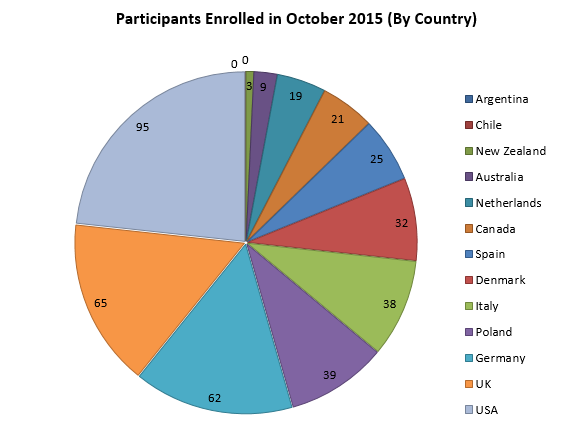 Participants Enrolled in October 2015 (By Country)
0 0
3
9
19
21
25
32
38
39
62
65
95
Argentina
Chile
New Zealand
Australia
Netherlands
Canada
Spain
Denmark
Italy
Poland
Germany
UK
USA